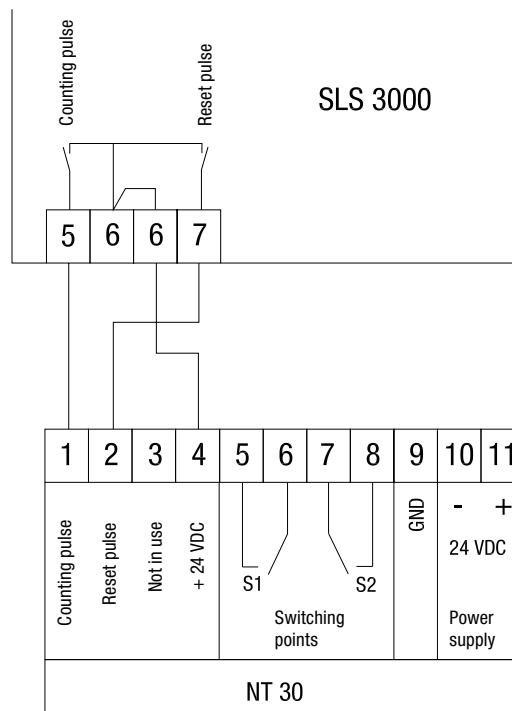 Counting pulse
Reset pulse
SLS 3000
5 6 6 7
1 2 3 4 5 6 7 8 9 10 11
Counting pulse
Reset pulse
Not in use
+ 24 VDC
S1
S2
Switching
points
GND
- +
24 VDC
Power
supply
NT 30